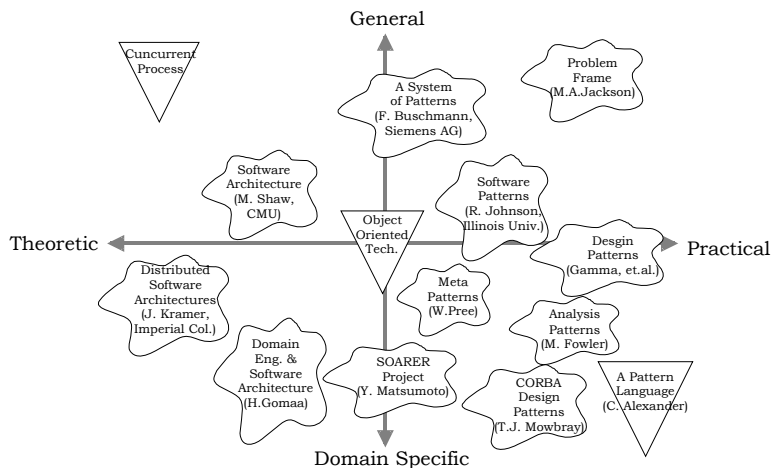 General
Cuncurrent
Process
Problem
Frame
(M.A.Jackson)
A System
of Patterns
(F. Buschmann,
Siemens AG)
Software
Architecture
(M. Shaw,
CMU)
Software
Patterns
(R. Johnson,
Illinois Univ.)
Object
Oriented
Tech.
Theoretic
Practical
Desgin
Patterns
(Gamma, et.al.)
Distributed
Software
Architectures
(J. Kramer,
Imperial Col.)
Meta
Patterns
(W.Pree)
Analysis
Patterns
(M. Fowler)
Domain
Eng. &
Software
Architecture
(H.Gomaa)
SOARER
Project
(Y. Matsumoto)
CORBA
Design
Patterns
(T.J. Mowbray)
A Pattern
Language
(C. Alexander)
Domain Specific